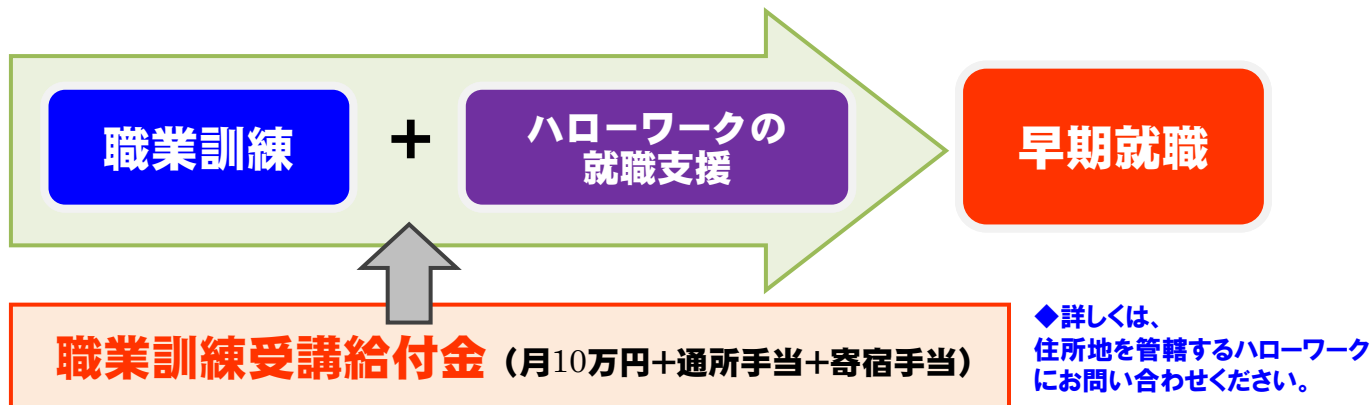 職業訓練
+
ハローワークの
就職支援
早期就職
職業訓練受講給付金(月10万円+通所手当+寄宿手当)
◆詳しくは、
住所地を管轄するハローワーク
にお問い合わせください。